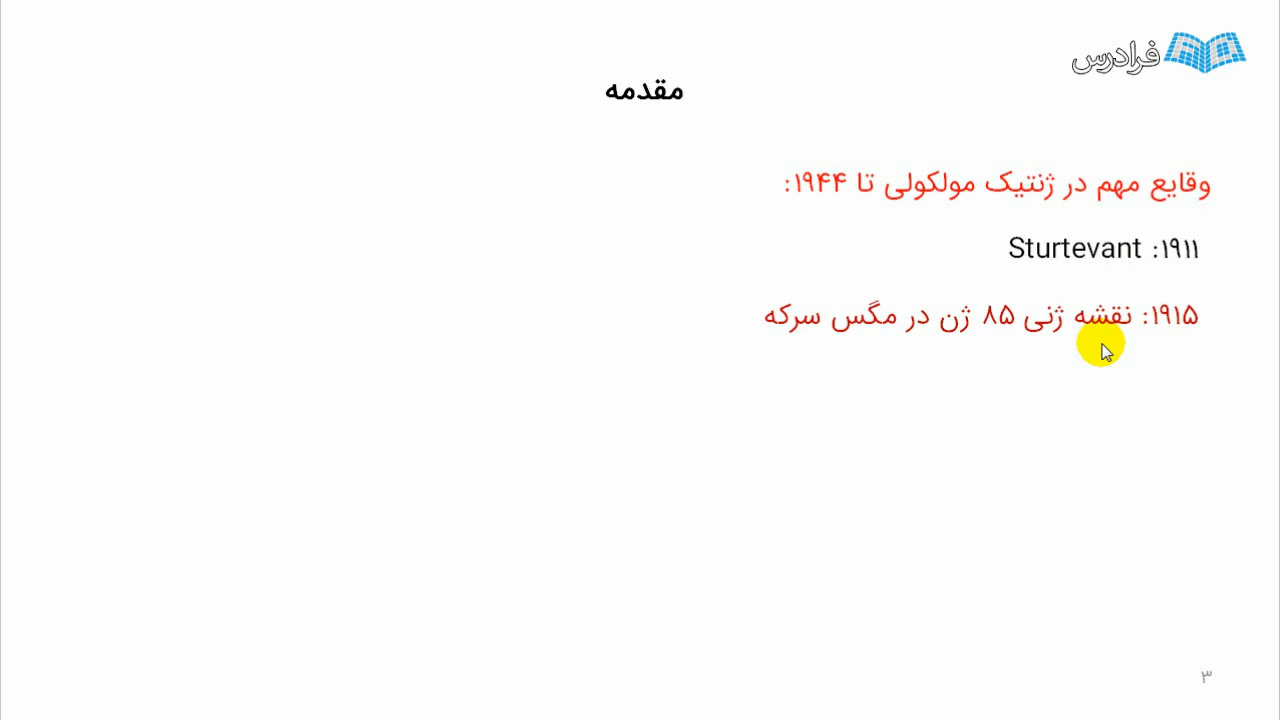 فرادرس
مقدمه
وقایع مهم در ژنتیک مولکولی تا ۱۹۴۴:
۱۹۱۱: Sturtevant
۱۹۱۵: نقشه ژنی ۸۵ ژن در مگس سرکه
۳